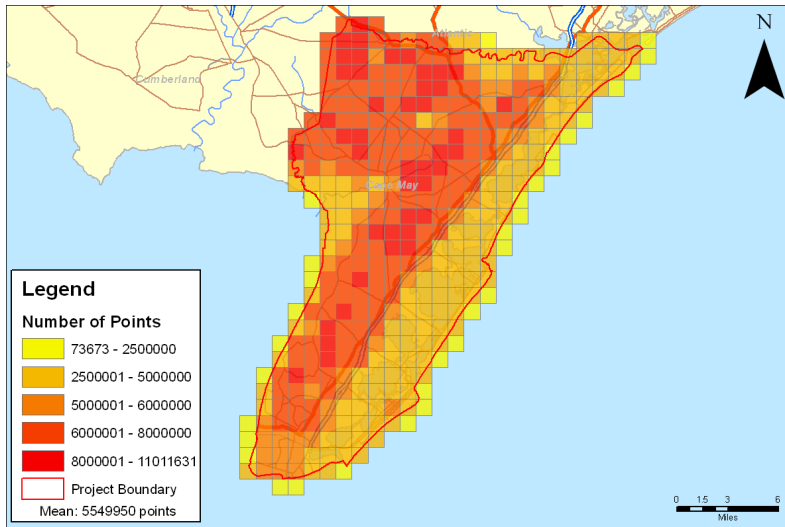 Atlantic
N
Cumberland
Cape May
Legend
Number of Points
73673 - 2500000
2500001 - 5000000
5000001 - 6000000
6000001 - 8000000
8000001 - 11011631
Project Boundary
Mean: 5549950 points
0 1.5 3 6
Miles